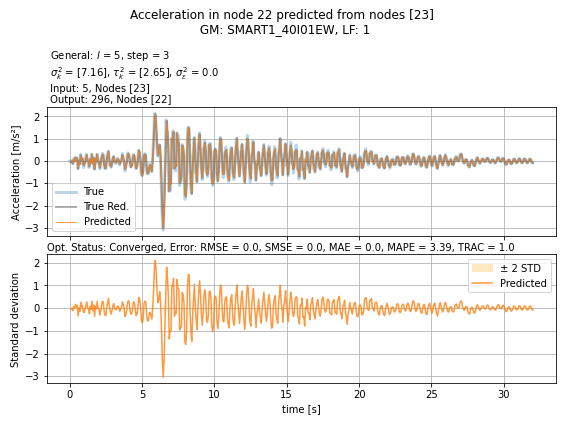 Acceleration in node 22 predicted from nodes [23]
GM: SMART1_40I01EW, LF: 1
General: l = 5, step = 3
σ²ₖ = [7.16], τ²ₖ = [2.65], σ²ε = 0.0
Input: 5, Nodes [23]
Output: 296, Nodes [22]
Acceleration [m/s²]
2
1
0
−1
−2
−3
True
True Red.
Predicted
Opt. Status: Converged, Error: RMSE = 0.0, SMSE = 0.0, MAE = 0.0, MAPE = 3.39, TRAC = 1.0
Standard deviation
2
1
0
−1
−2
−3
± 2 STD
Predicted
0 5 10 15 20 25 30
time [s]